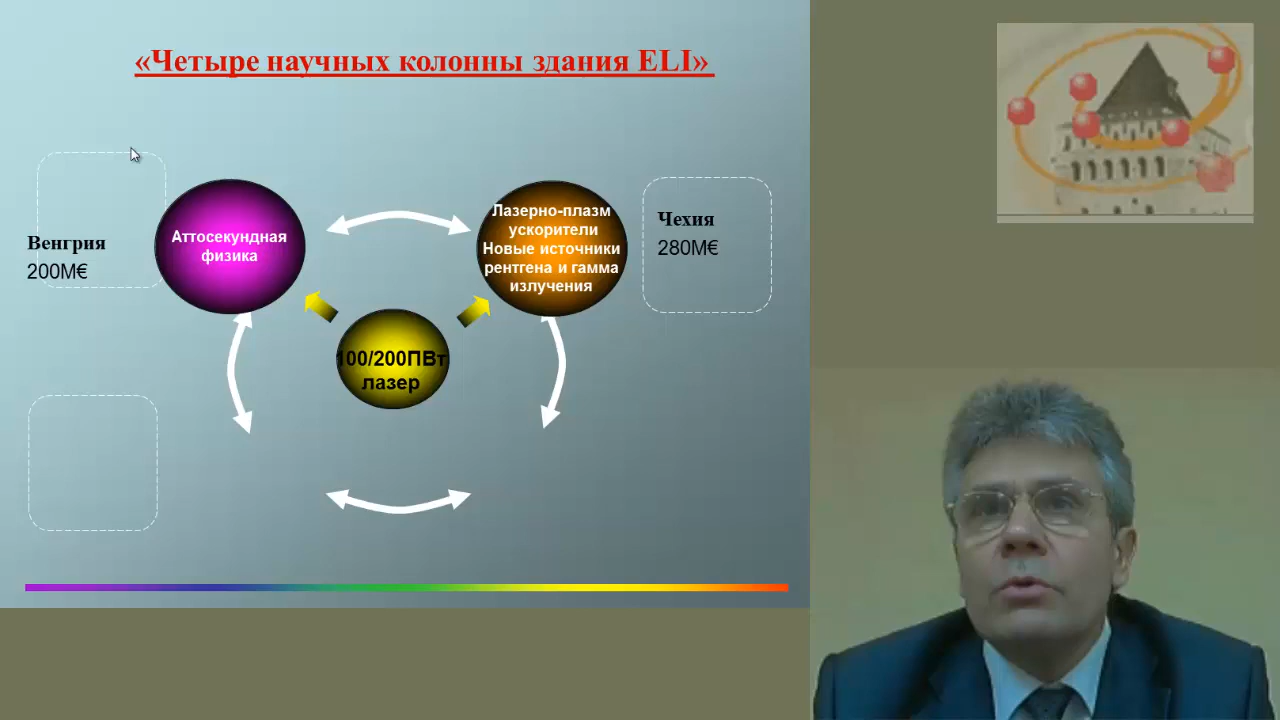 «Четыре научных колонны здания ELI»
Венгрия
200M€
Аттосекундная
физика
Лазерно-плазм
ускорители
Новые источники
рентгена и гамма
излучения
Чехия
280M€
100/200ПВт
лазер